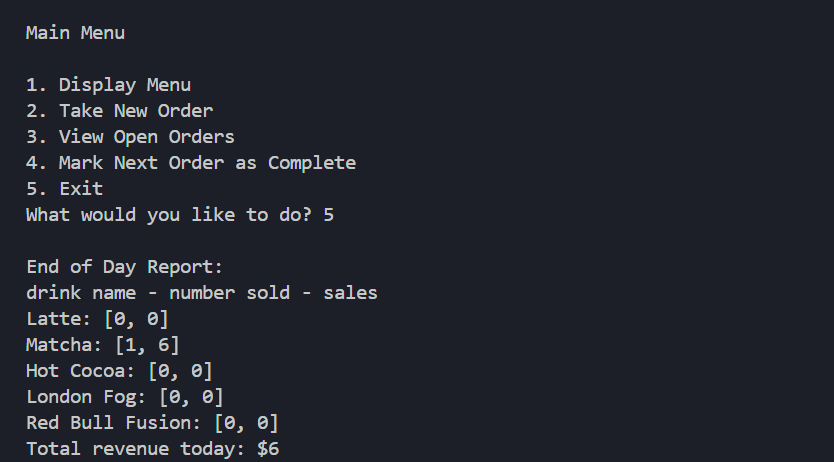 Main Menu
1. Display Menu
2. Take New Order
3. View Open Orders
4. Mark Next Order as Complete
5. Exit
What would you like to do? 5
End of Day Report:
drink name - number sold - sales
Latte: [0, 0]
Matcha: [1, 6]
Hot Cocoa: [0, 0]
London Fog: [0, 0]
Red Bull Fusion: [0, 0]
Total revenue today: $6